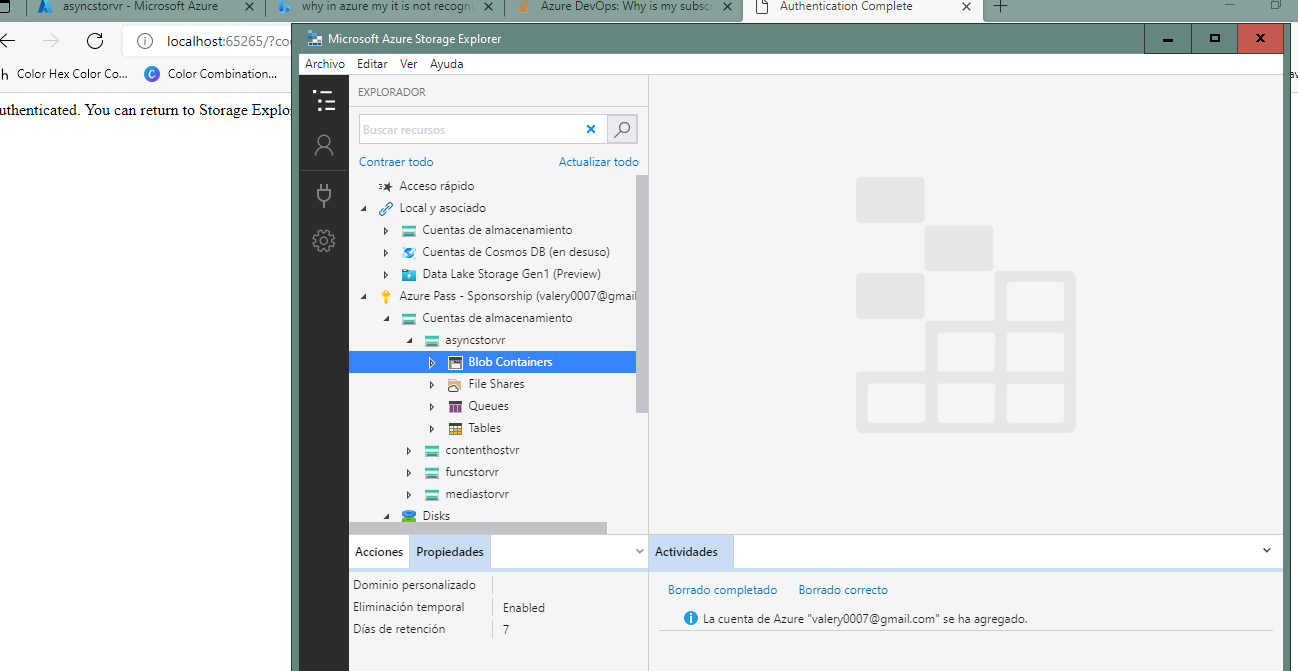 asyncstorvr - Microsoft Azure
why in azure my it is not recogni
Azure DevOps: Why is my subscr
Authentication Complete
localhost:65265/?co
Color Hex Color Co...
Color Combination...
uthenticated. You can return to Storage Explo
Microsoft Azure Storage Explorer
Archivo Editar Ver Ayuda
EXPLORADOR
Buscar recursos
Contraer todo Actualizar todo
Acceso rápido
Local y asociado
Cuentas de almacenamiento
Cuentas de Cosmos DB (en desuso)
Data Lake Storage Gen1 (Preview)
Azure Pass - Sponsorship (valery0007@gmail
Cuentas de almacenamiento
asyncstorvr
Blob Containers
File Shares
Queues
Tables
contenthostvr
funcstorvr
mediastorvr
Disks
Acciones Propiedades
Dominio personalizado
Eliminación temporal Enabled
Días de retención 7
Actividades
Borrado completado Borrado correcto
La cuenta de Azure "valery0007@gmail.com" se ha agregado.